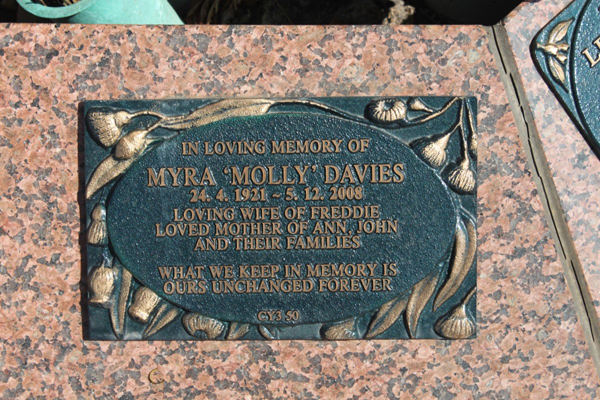 IN LOVING MEMORY OF
MYRA 'MOLLY' DAVIES
24. 4. 1921 ~ 5. 12. 2008
LOVING WIFE OF FREDDIE
LOVED MOTHER OF ANN, JOHN
AND THEIR FAMILIES
WHAT WE KEEP IN MEMORY IS
OURS UNCHANGED FOREVER
GY3 50